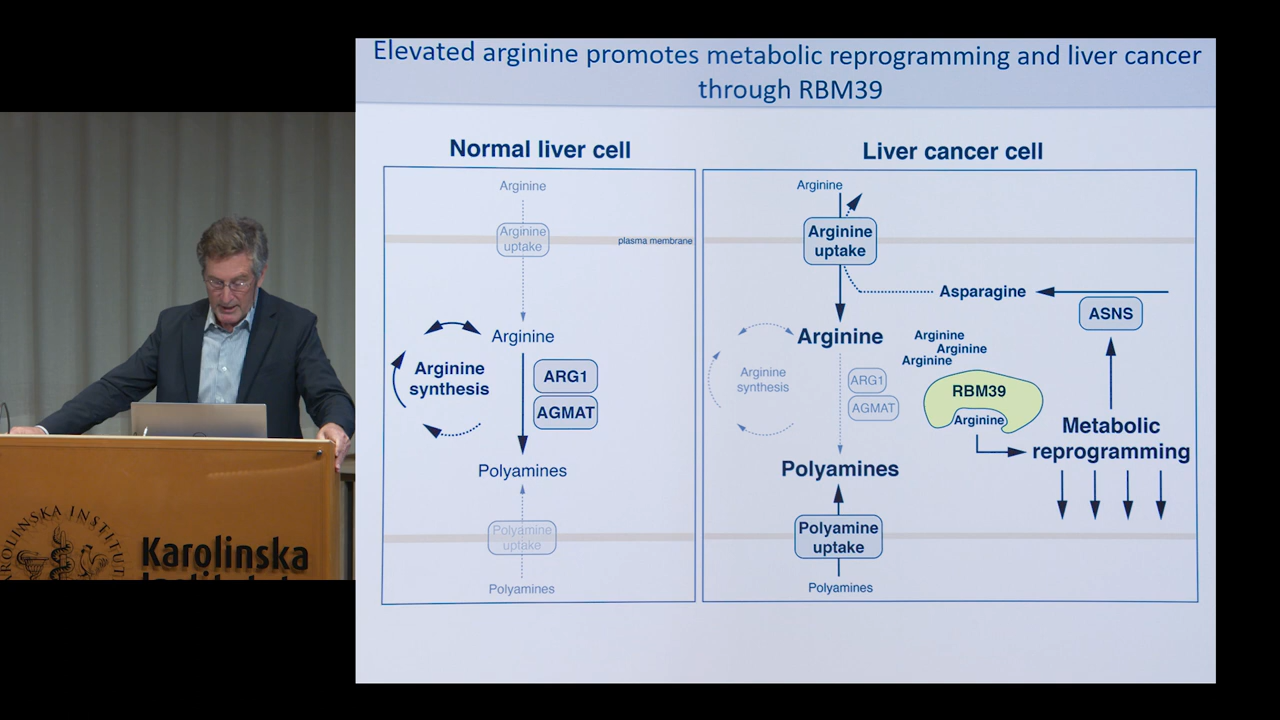 Elevated arginine promotes metabolic reprogramming and liver cancer
through RBM39
Normal liver cell
Arginine
Arginine
uptake
plasma membrane
Arginine
Arginine
synthesis
ARG1
AGMAT
Polyamines
Polyamine
uptake
Polyamines
Liver cancer cell
Arginine
Arginine
uptake
Asparagine
ASNS
Arginine
Arginine
Arginine
Arginine
Arginine
synthesis
ARG1
AGMAT
RBM39
Arginine
Metabolic
reprogramming
Polyamines
Polyamine
uptake
Polyamines
Karolinska